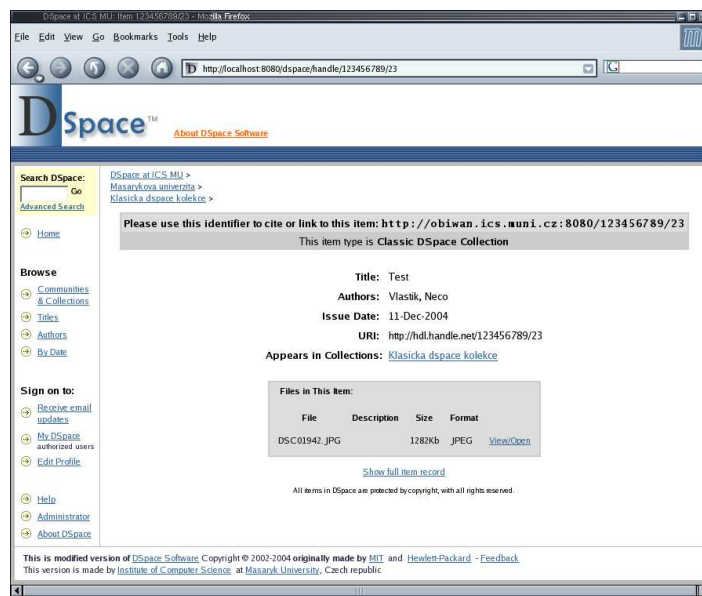 DSpace at ICS MU: Item 123456789/23 - Mozilla Firefox
File Edit View Go Bookmarks Tools Help
http://localhost:8080/dspace/handle/123456789/23
G
DSpace™
About DSpace Software
Search DSpace:
Go
Advanced Search
Home
Browse
Communities
& Collections
Titles
Authors
By Date
Sign on to:
Receive email
updates
My DSpace
authorized users
Edit Profile
Help
Administrator
About DSpace
DSpace at ICS MU >
Masarykova univerzita >
Klasicka dspace kolekce >
Please use this identifier to cite or link to this item: http://obiwan.ics.muni.cz:8080/123456789/23
This item type is Classic DSpace Collection
Title: Test
Authors: Vlastik, Neco
Issue Date: 11-Dec-2004
URI: http://hdl.handle.net/123456789/23
Appears in Collections: Klasicka dspace kolekce
Files in This Item:
File Description Size Format
DSC01942.JPG 1282Kb JPEG View/Open
Show full item record
All items in DSpace are protected by copyright, with all rights reserved.
This is modified version of DSpace Software Copyright © 2002-2004 originally made by MIT and Hewlett-Packard - Feedback
This version is made by Institute of Computer Science at Masaryk University, Czech republic